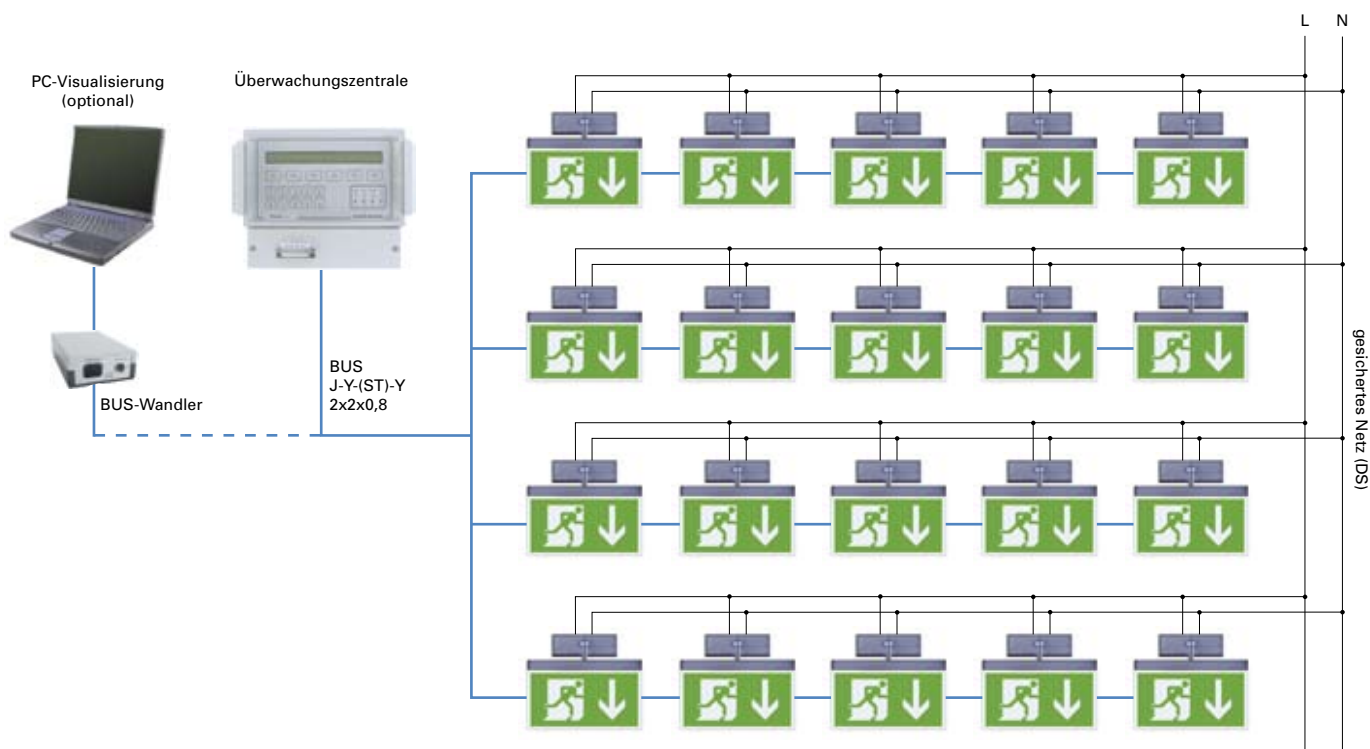 L N
PC-Visualisierung
(optional)
Überwachungszentrale
BUS-Wandler
BUS
J-Y-(ST)-Y
2x2x0,8
gesichertes Netz (DS)